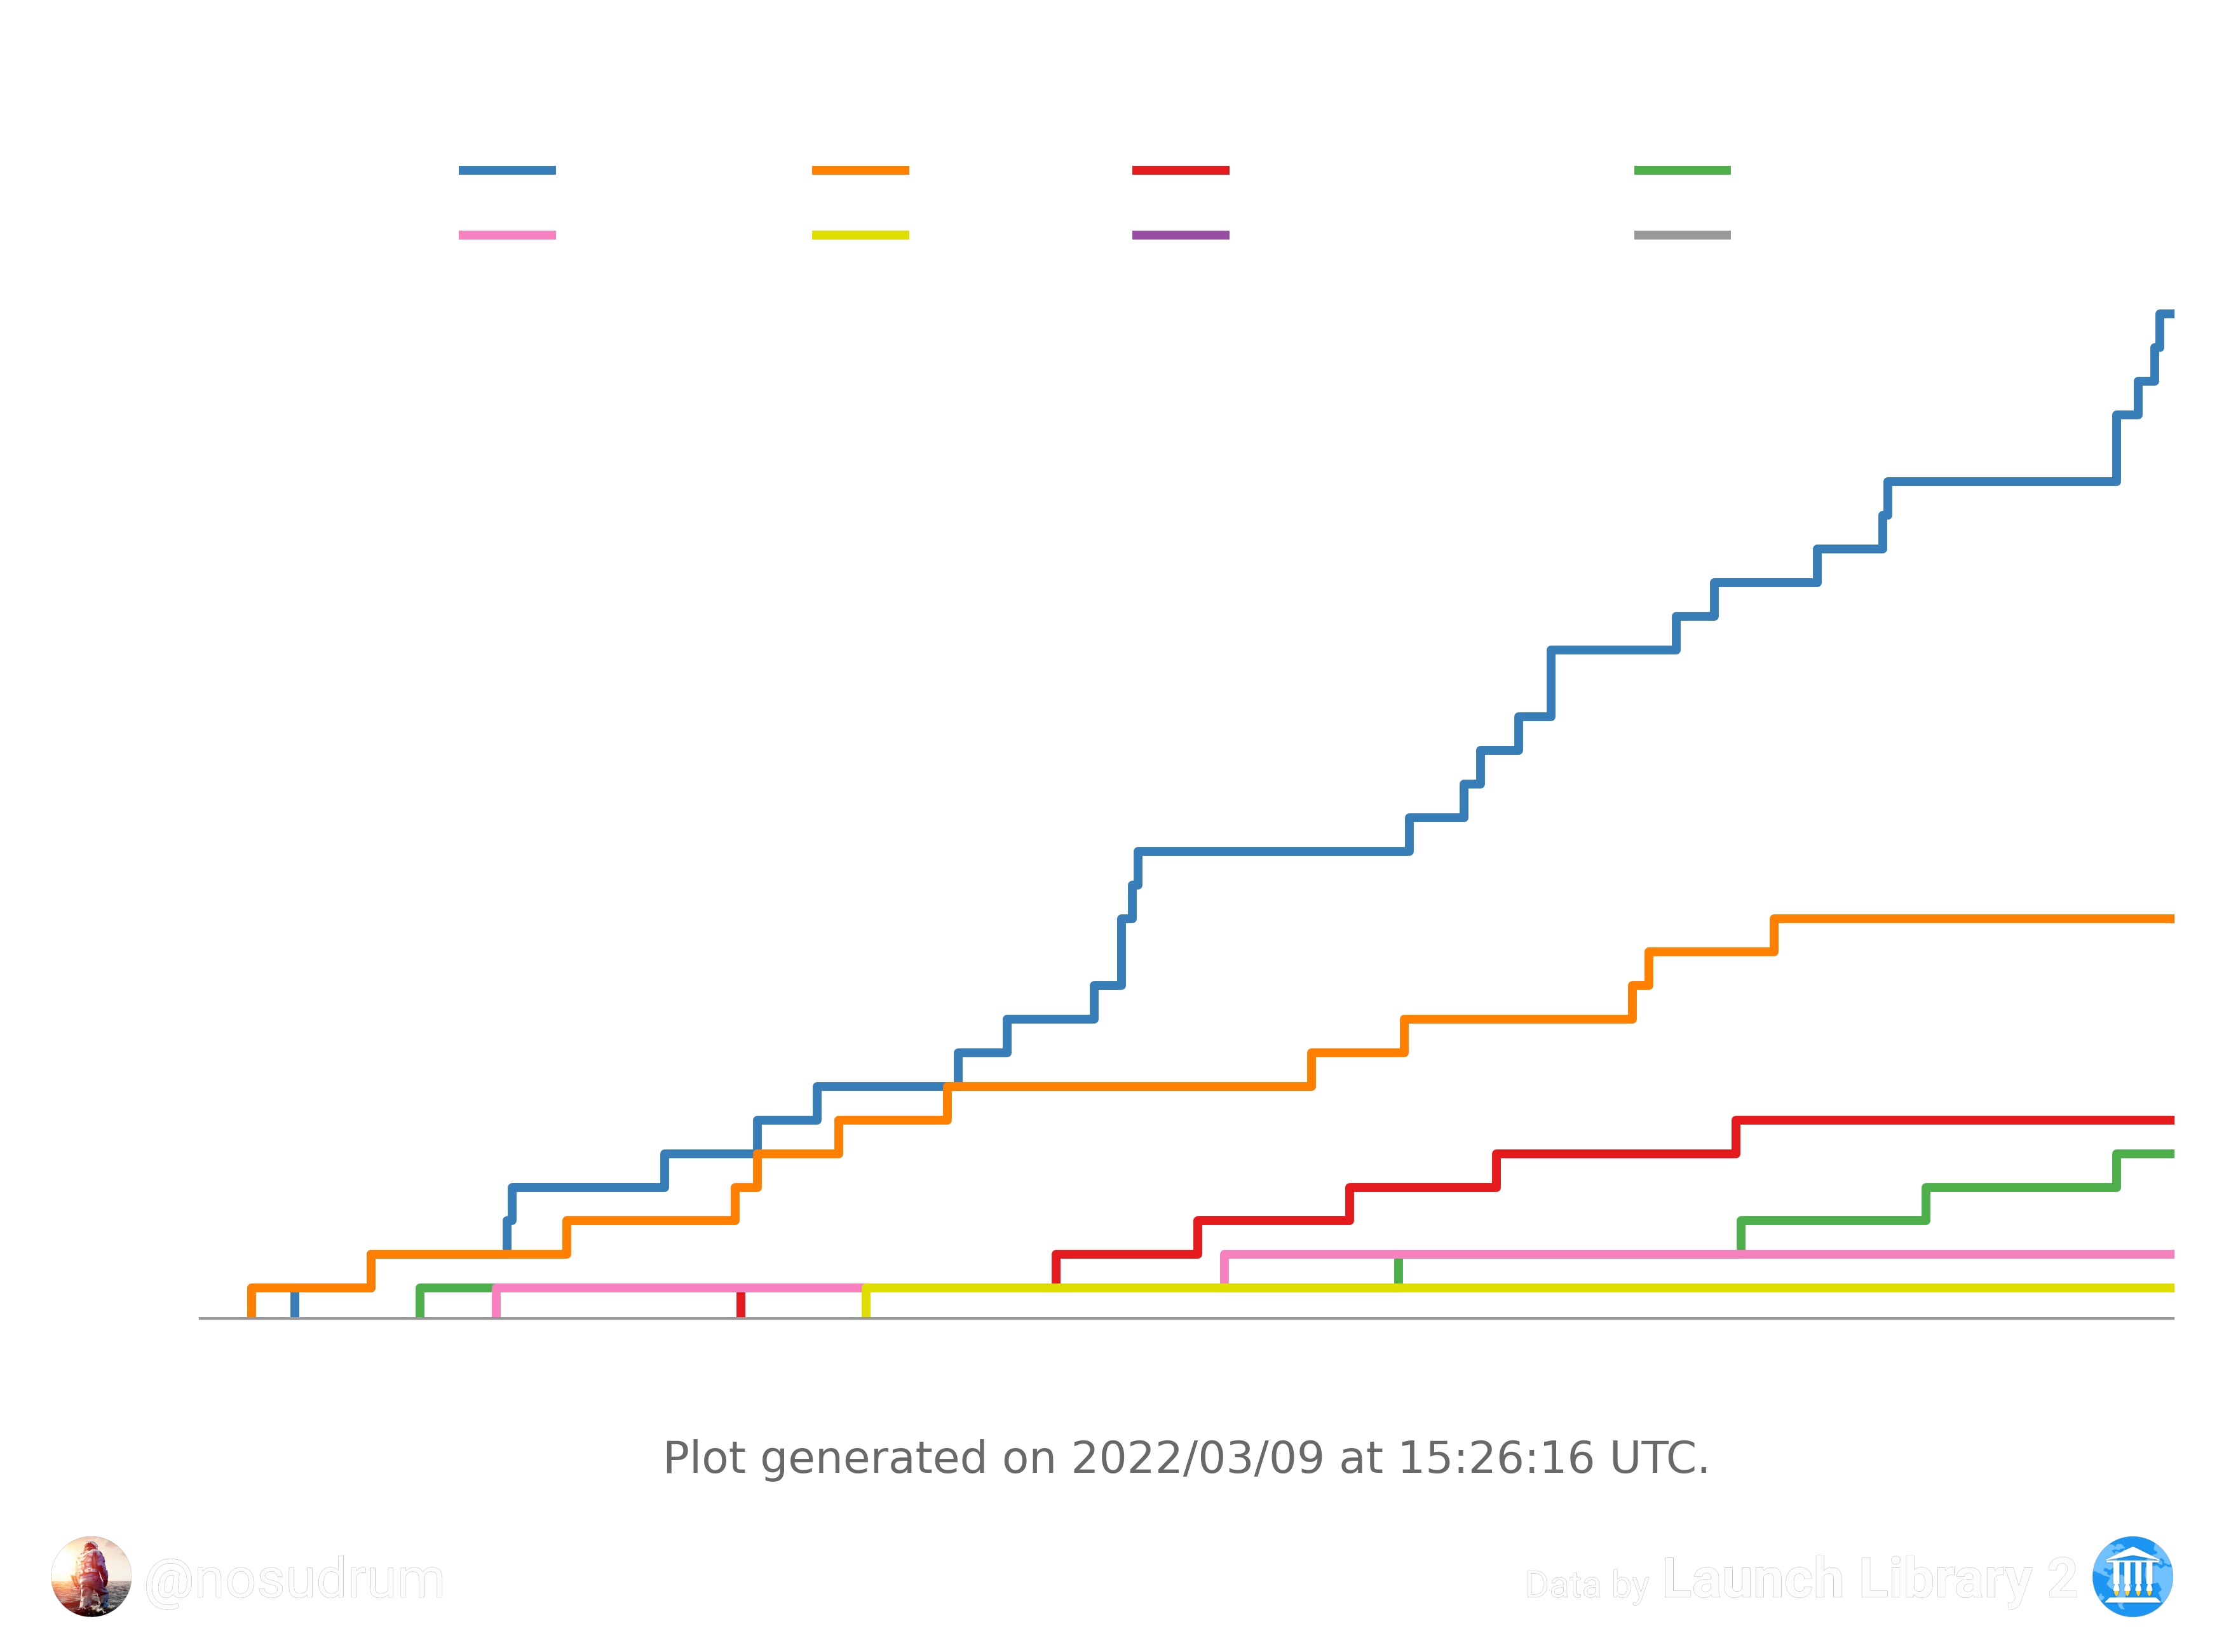 Plot generated on 2022/03/09 at 15:26:16 UTC.
@nosudrum
Data by Launch Library 2